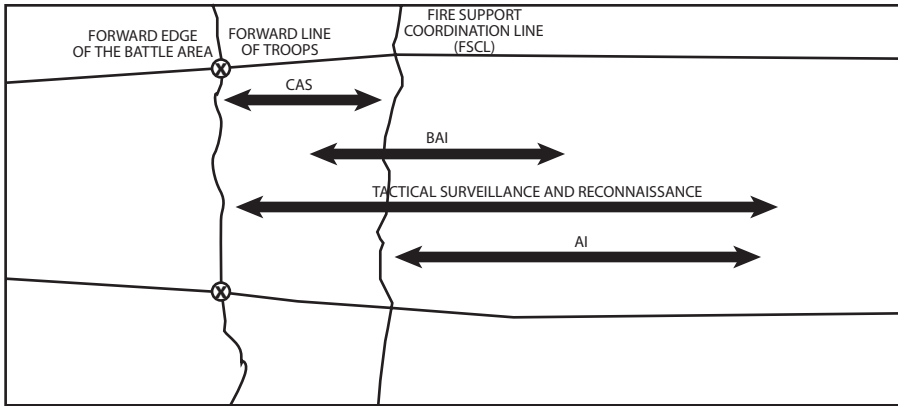 FORWARD EDGE
OF THE BATTLE AREA
FORWARD LINE
OF TROOPS
FIRE SUPPORT
COORDINATION LINE
(FSCL)
X
CAS
BAI
TACTICAL SURVEILLANCE AND RECONNAISSANCE
AI
X